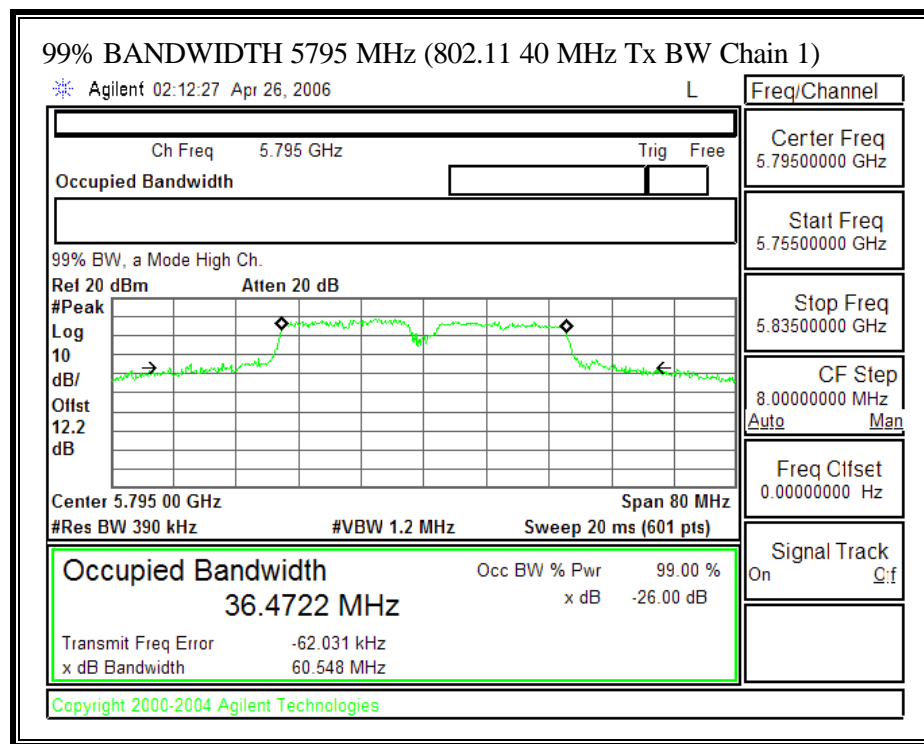 99% BANDWIDTH 5795 MHz (802.11 40 MHz Tx BW Chain 1)
Agilent 02:12:27 Apr 26, 2006 L
Freq/Channel
Ch Freq 5.795 GHz Trig Free
Occupied Bandwidth
Center Freq
5.79500000 GHz
Start Freq
5.75500000 GHz
Stop Freq
5.83500000 GHz
CF Step
8.00000000 MHz
Auto Man
Freq Offset
0.00000000 Hz
Signal Track
On Off
99% BW, a Mode High Ch.
Ref 20 dBm Atten 20 dB
#Peak
Log
10
dB/
Offst
12.2
dB
Center 5.795 00 GHz Span 80 MHz
#Res BW 390 kHz #VBW 1.2 MHz Sweep 20 ms (601 pts)
Occupied Bandwidth
36.4722 MHz
Occ BW % Pwr 99.00 %
x dB -26.00 dB
Transmit Freq Error -62.031 kHz
x dB Bandwidth 60.548 MHz
Copyright 2000-2004 Agilent Technologies